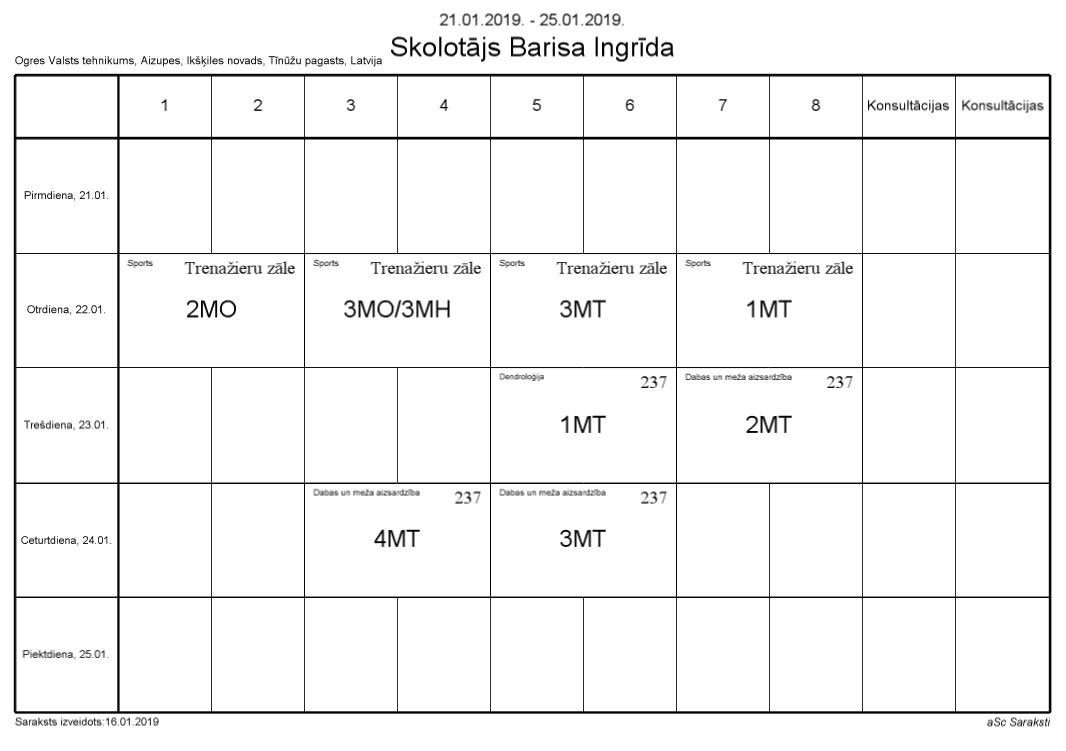 21.01.2019. - 25.01.2019.
Skolotājs Barisa Ingrīda
Ogres Valsts tehnikums, Aizupes, Ikšķiles novads, Tīnūžu pagasts, Latvija
1 2 3 4 5 6 7 8 Konsultācijas Konsultācijas
Pirmdiena, 21.01.
Sports Trenažieru zāle Sports Trenažieru zāle Sports Trenažieru zāle Sports Trenažieru zāle
Otrdiena, 22.01. 2MO 3MO/3MH 3MT 1MT
Dendroloģija 237 Dabas un meža aizsardzība 237
Trešdiena, 23.01. 1MT 2MT
Dabas un meža aizsardzība 237 Dabas un meža aizsardzība 237
Ceturtdiena, 24.01. 4MT 3MT
Piektdiena, 25.01.
Saraksts izveidots:16.01.2019 aSc Saraksti